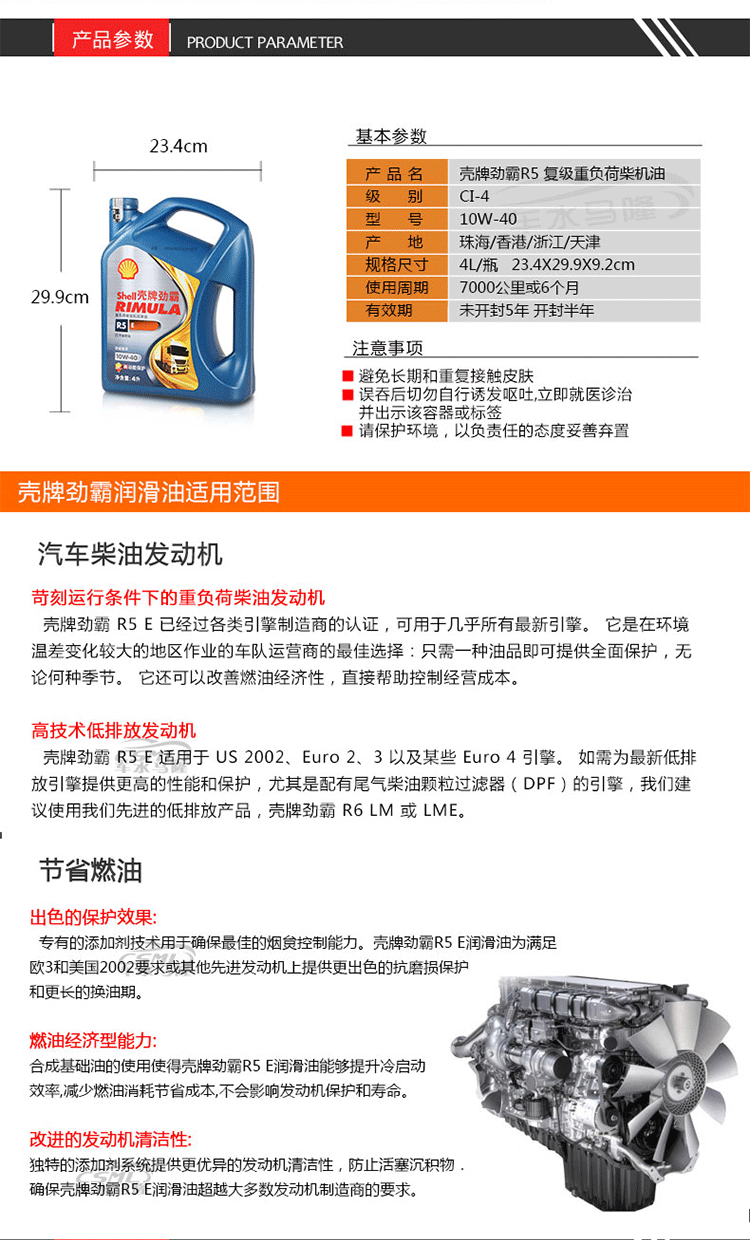 产品参数 PRODUCT PARAMETER
基本参数
23.4cm
29.9cm
Shell壳牌劲霸
RIMULA
R5 E
10W-40
净含量:4升
产品名 壳牌劲霸R5 复级重负荷柴机油
级 别 CI-4
型 号 10W-40
产 地 珠海/香港/浙江/天津
规格尺寸 4L/瓶 23.4X29.9X9.2cm
使用周期 7000公里或6个月
有效期 未开封5年 开封半年
车水马隆
注意事项
避免长期和重复接触皮肤
误吞后切勿自行诱发呕吐,立即就医诊治
并出示该容器或标签
请保护环境，以负责任的态度妥善弃置
壳牌劲霸润滑油适用范围
汽车柴油发动机
苛刻运行条件下的重负荷柴油发动机
壳牌劲霸 R5 E 已经过各类引擎制造商的认证，可用于几乎所有最新引擎。 它是在环境
温差变化较大的地区作业的车队运营商的最佳选择：只需一种油品即可提供全面保护，无
论何种季节。 它还可以改善燃油经济性，直接帮助控制经营成本。
高技术低排放发动机
壳牌劲霸 R5 E 适用于 US 2002、Euro 2、3 以及某些 Euro 4 引擎。 如需为最新低排
放引擎提供更高的性能和保护，尤其是配有尾气柴油颗粒过滤器（DPF）的引擎，我们建
议使用我们先进的低排放产品，壳牌劲霸 R6 LM 或 LME。
车水马隆
节省燃油
出色的保护效果:
专有的添加剂技术用于确保最佳的烟炱控制能力。壳牌劲霸R5 E润滑油为满足
欧3和美国2002要求或其他先进发动机上提供更出色的抗磨损保护
和更长的换油期。
SML
燃油经济型能力:
合成基础油的使用使得壳牌劲霸R5 E润滑油能够提升冷启动
效率,减少燃油消耗节省成本,不会影响发动机保护和寿命。
改进的发动机清洁性:
独特的添加剂系统提供更优异的发动机清洁性，防止活塞沉积物．
确保壳牌劲霸R5 E润滑油超越大多数发动机制造商的要求。
SML